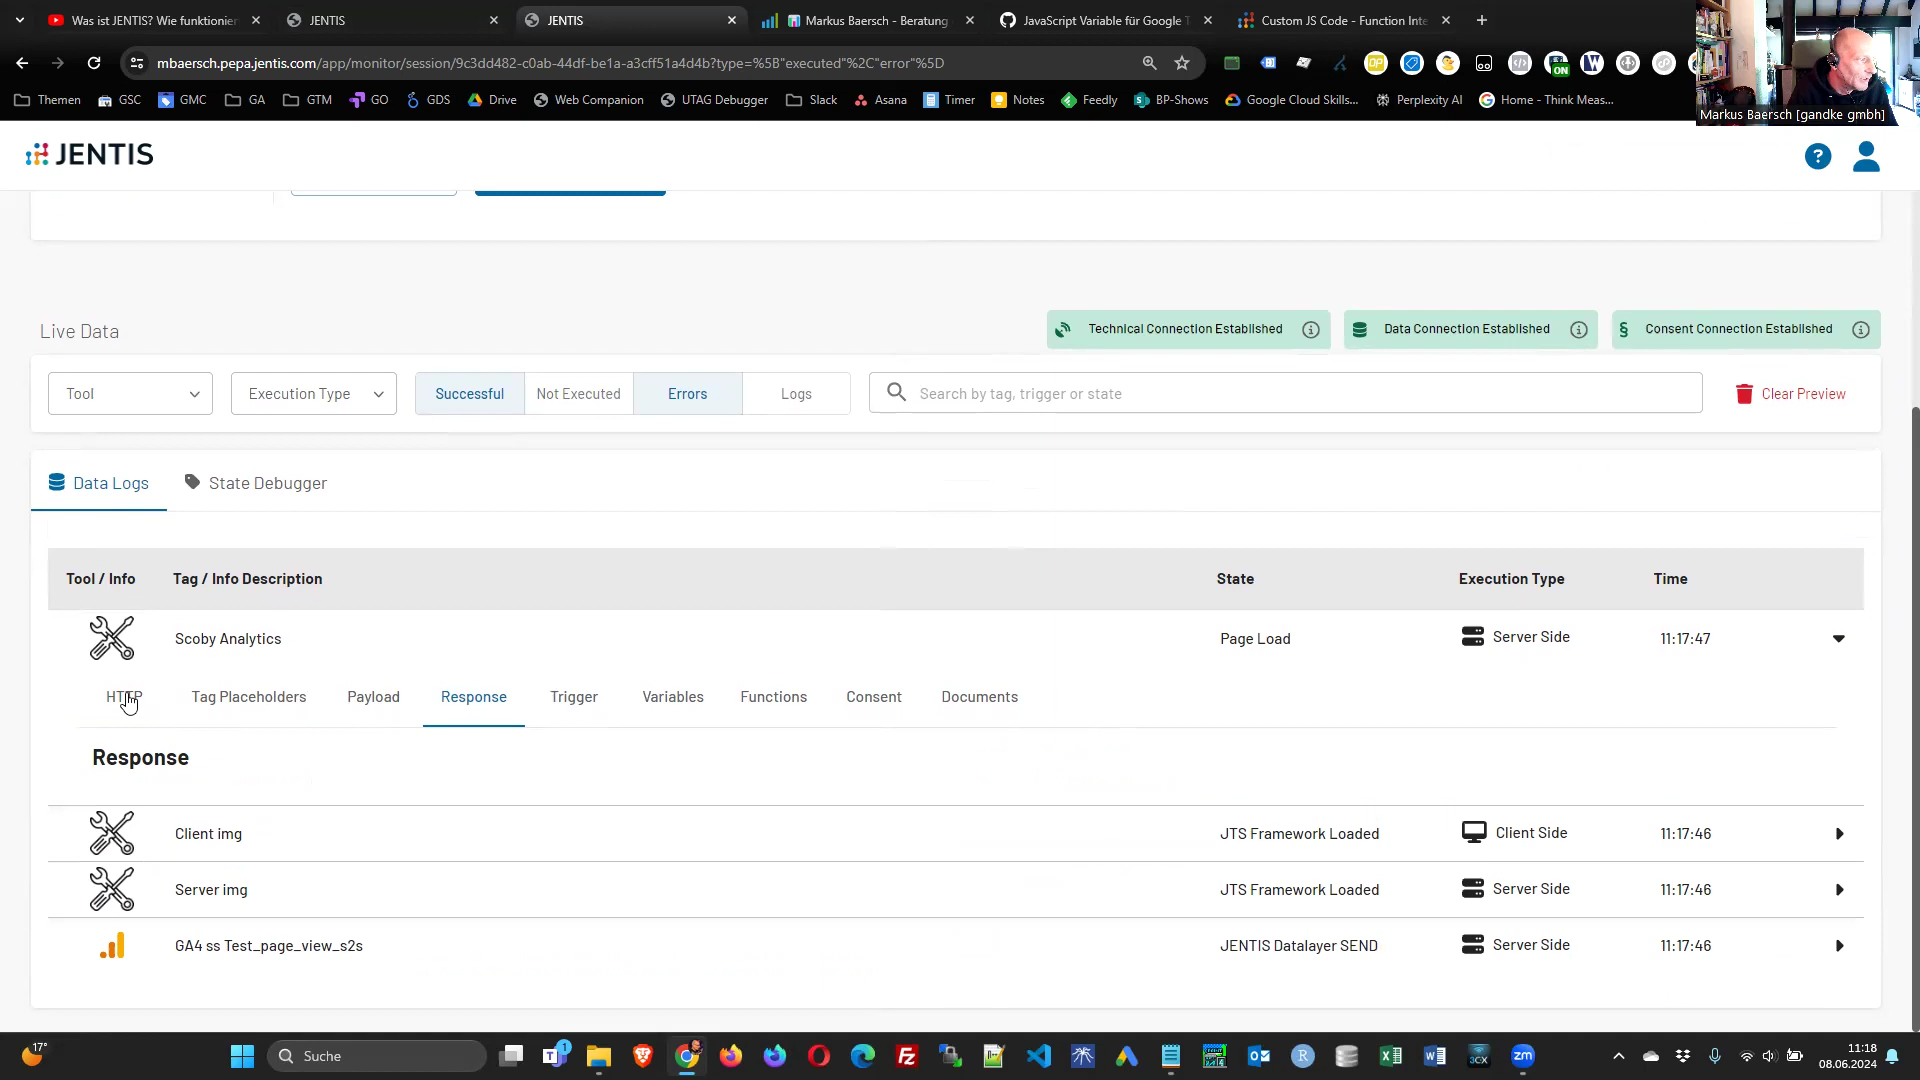 Was ist JENTIS? Wie funktionier
JENTIS
JENTIS
Markus Baersch - Beratung
JavaScript Variable für Google T
Custom JS Code - Function Inte
mbaersch.pepa.jentis.com/app/monitor/session/9c3dd482-c0ab-44df-be1a-a3cff51a4d4b?type=%5B"executed"%2C"error"%5D
ON
Themen
GSC
GMC
GA
GTM
GO
GDS
Drive
Web Companion
UTAG Debugger
Slack
Asana
Timer
Notes
Feedly
BP-Shows
Google Cloud Skills...
Perplexity AI
Home - Think Meas...
Markus Baersch [gandke gmbh]
JENTIS
Live Data
Technical Connection Established
Data Connection Established
Consent Connection Established
Tool
Execution Type
Successful
Not Executed
Errors
Logs
Search by tag, trigger or state
Clear Preview
Data Logs
State Debugger
Tool / Info
Tag / Info Description
State
Execution Type
Time
Scoby Analytics
Page Load
Server Side
11:17:47
HTTP
Tag Placeholders
Payload
Response
Trigger
Variables
Functions
Consent
Documents
Response
Client img
JTS Framework Loaded
Client Side
11:17:46
Server img
JTS Framework Loaded
Server Side
11:17:46
GA4 ss Test_page_view_s2s
JENTIS Datalayer SEND
Server Side
11:17:46
17°
Suche
1
3CX
zm
11:18
08.06.2024